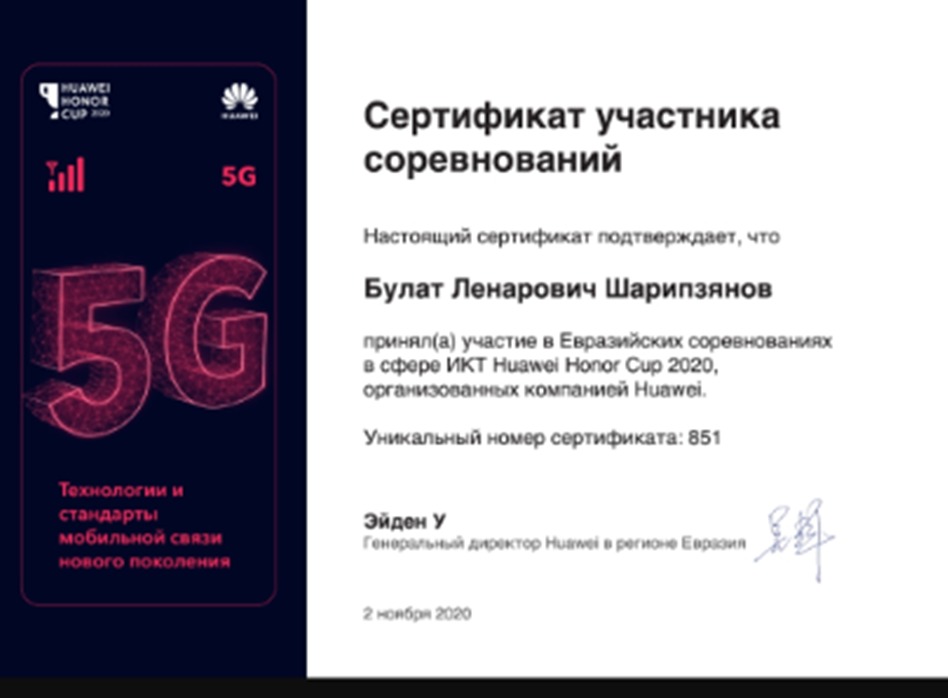 HUAWEI
HONOR
CUP 2020
HUAWEI
5G
5G
Технологии и
стандарты
мобильной связи
нового поколения
Сертификат участника
соревнований
Настоящий сертификат подтверждает, что
Булат Ленарович Шарипзянов
принял(а) участие в Евразийских соревнованиях
в сфере ИКТ Huawei Honor Cup 2020,
организованных компанией Huawei.
Уникальный номер сертификата: 851
Эйден У
Генеральный директор Huawei в регионе Евразия
2 ноября 2020